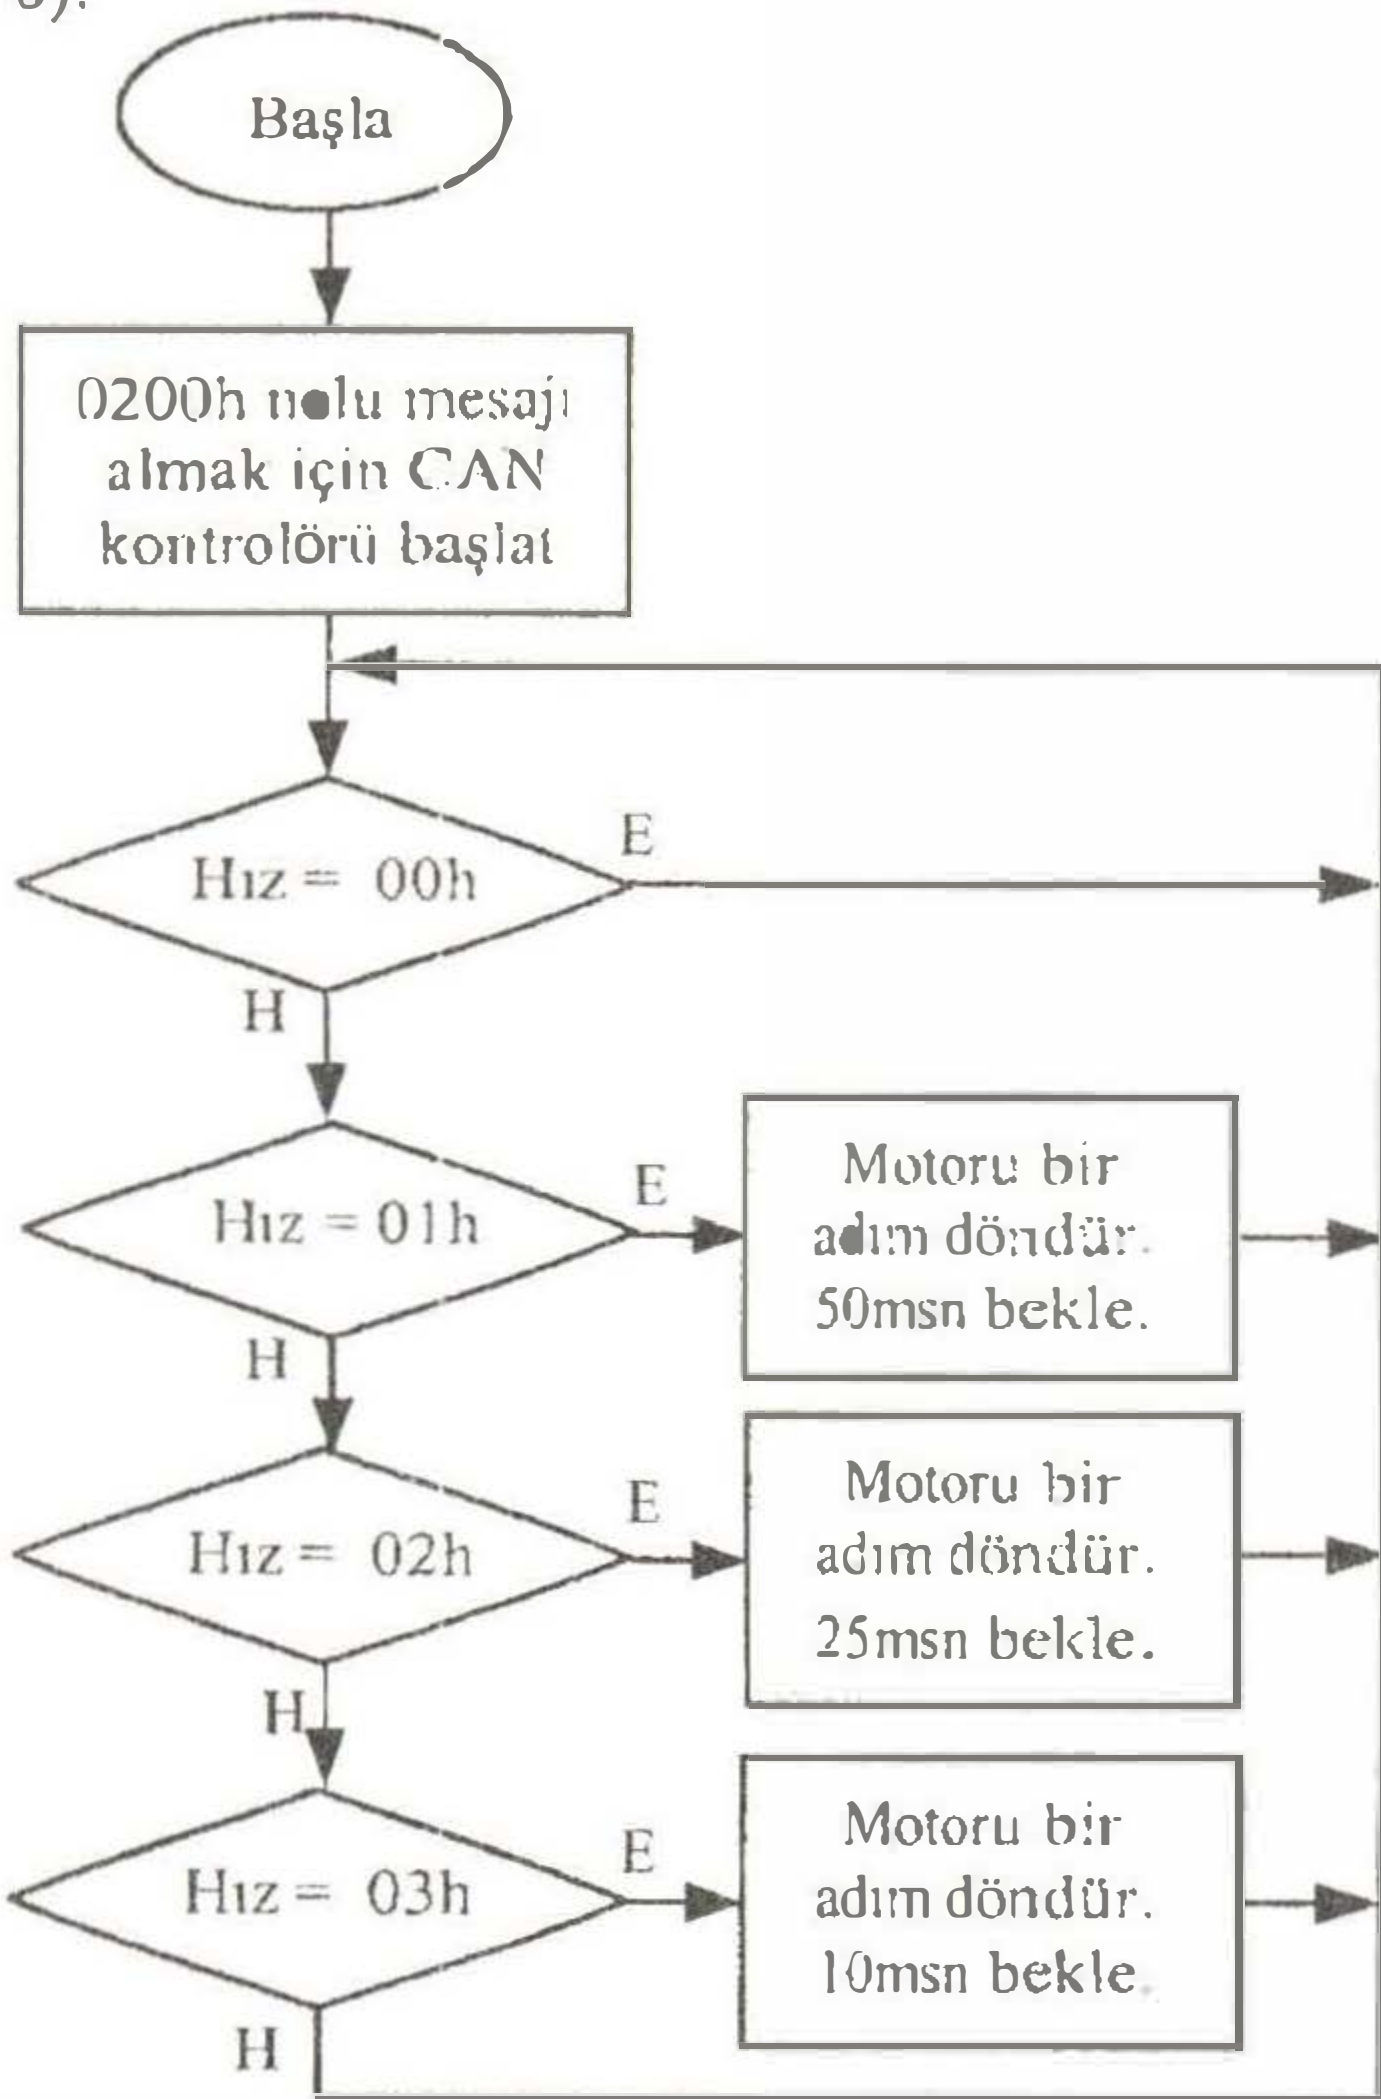 Başla
0200h nolu mesajı
almak için CAN
kontrolörü başlat
Hız = 00h
E
H
Hız = 01h
E
Motoru bir
adım döndür.
50msn bekle.
H
Hız = 02h
E
Motoru bir
adım döndür.
25msn bekle.
H
Hız = 03h
E
Motoru bir
adım döndür.
10msn bekle.
H